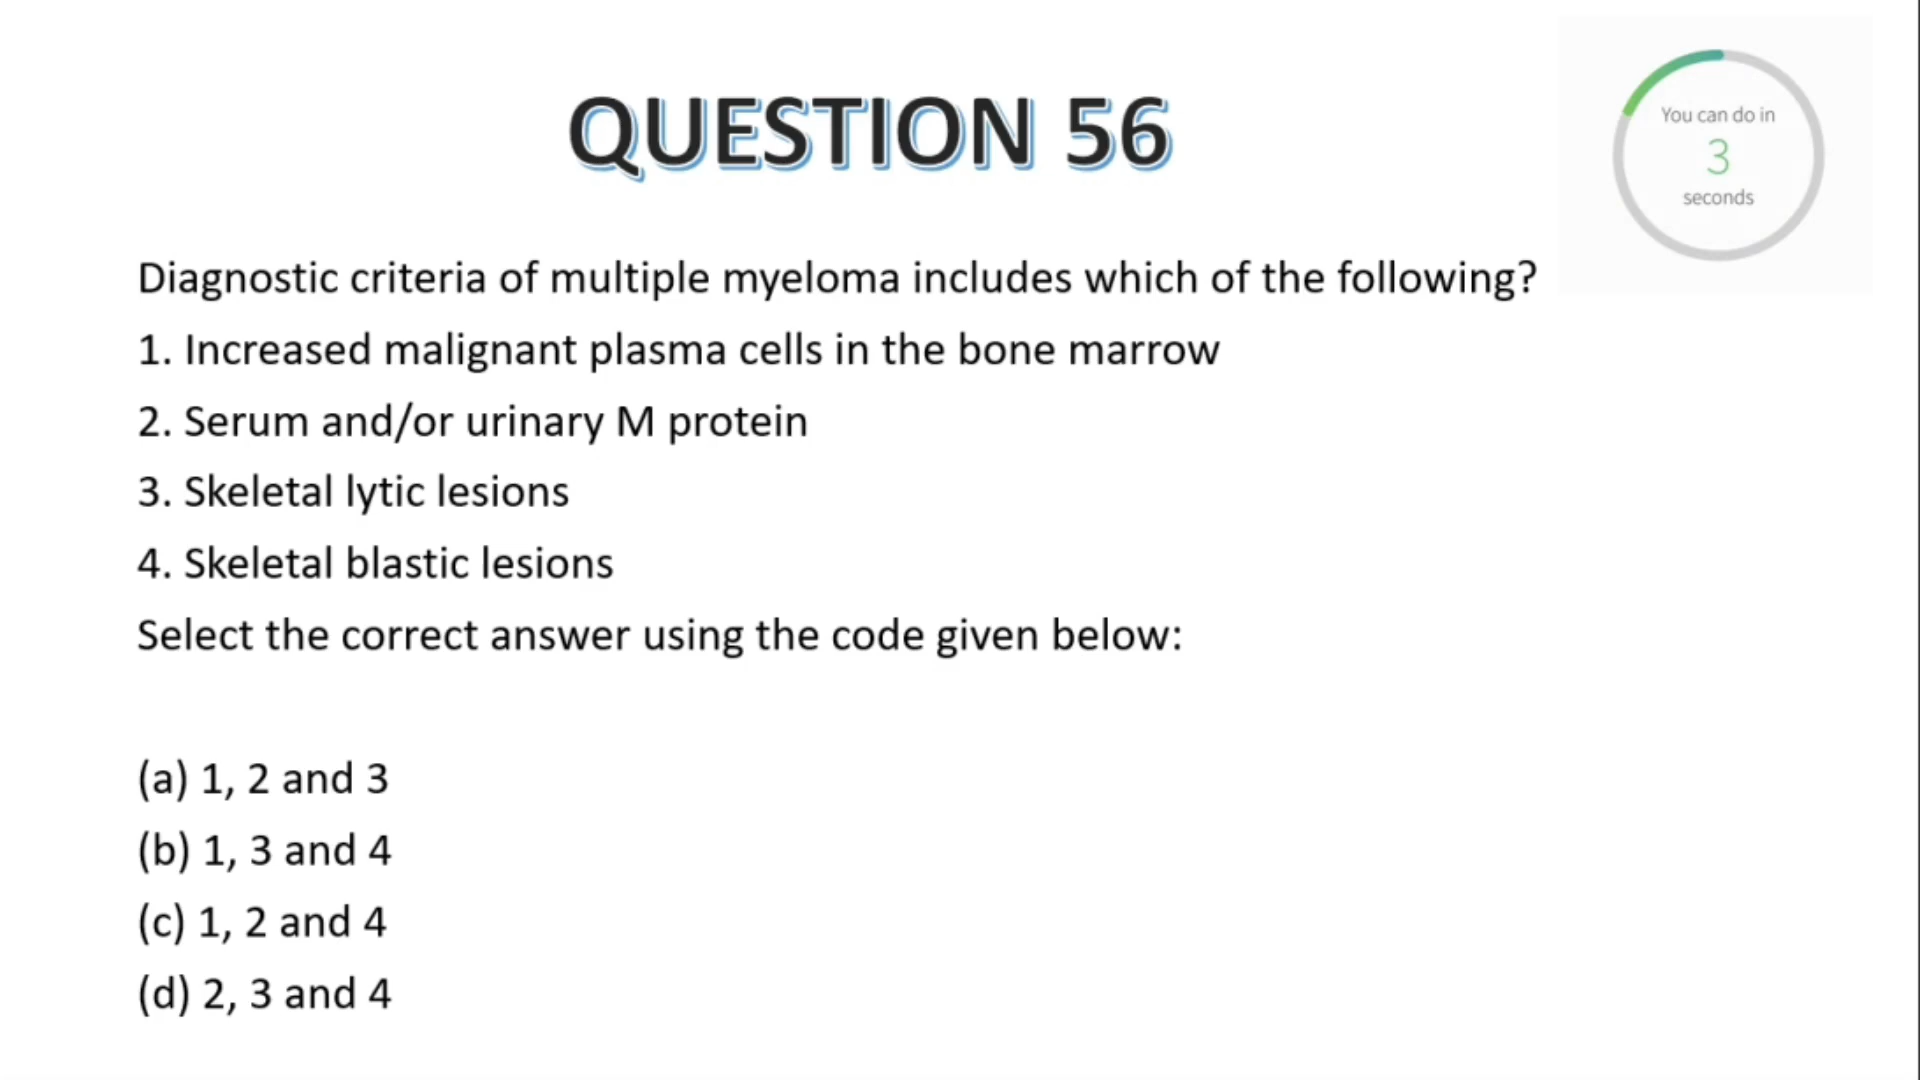 QUESTION 56
You can do in
3
seconds
Diagnostic criteria of multiple myeloma includes which of the following?
1. Increased malignant plasma cells in the bone marrow
2. Serum and/or urinary M protein
3. Skeletal lytic lesions
4. Skeletal blastic lesions
Select the correct answer using the code given below:
(a) 1, 2 and 3
(b) 1, 3 and 4
(c) 1, 2 and 4
(d) 2, 3 and 4